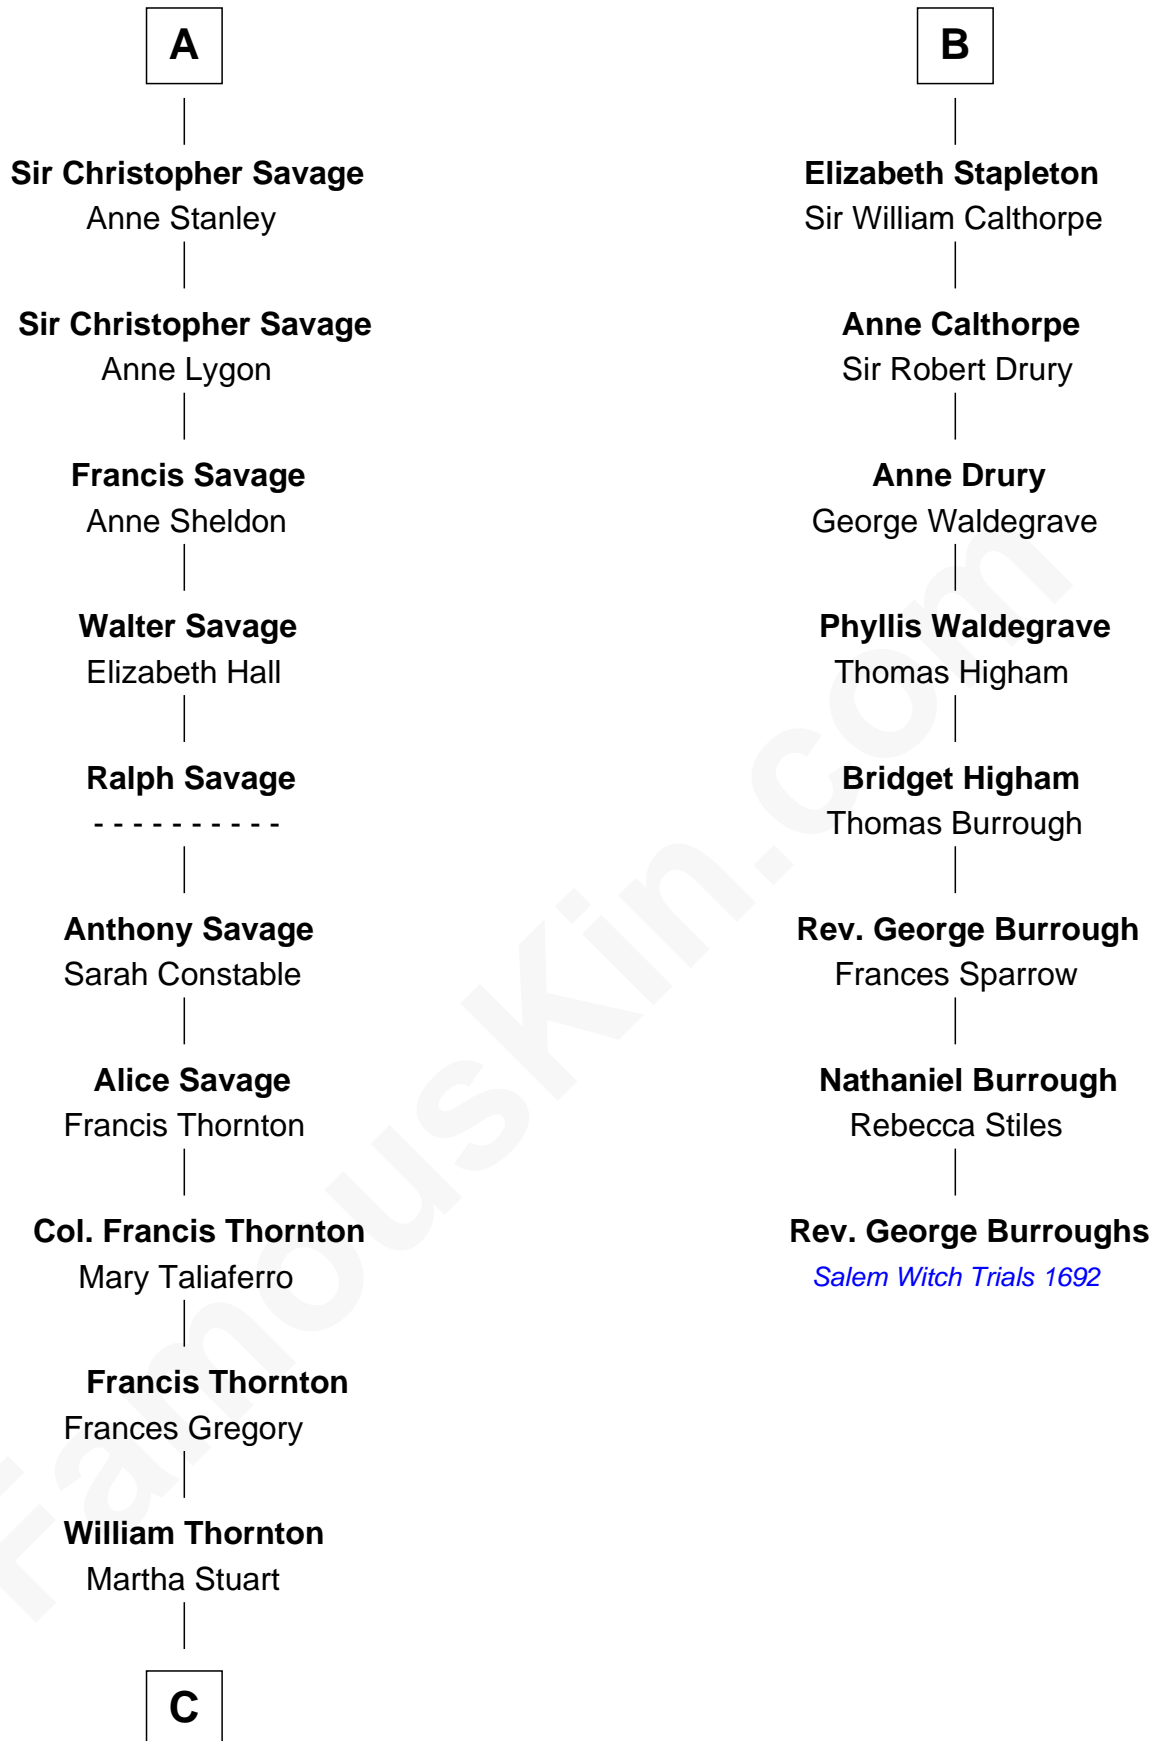 A
Sir Christopher Savage
Anne Stanley
Sir Christopher Savage
Anne Lygon
Francis Savage
Anne Sheldon
Walter Savage
Elizabeth Hall
Ralph Savage
- - - - - - - - - -
Anthony Savage
Sarah Constable
Alice Savage
Francis Thornton
Col. Francis Thornton
Mary Taliaferro
Francis Thornton
Frances Gregory
William Thornton
Martha Stuart
C
B
Elizabeth Stapleton
Sir William Calthorpe
Anne Calthorpe
Sir Robert Drury
Anne Drury
George Waldegrave
Phyllis Waldegrave
Thomas Higham
Bridget Higham
Thomas Burrough
Rev. George Burrough
Frances Sparrow
Nathaniel Burrough
Rebecca Stiles
Rev. George Burroughs
Salem Witch Trials 1692
FamousKin.com